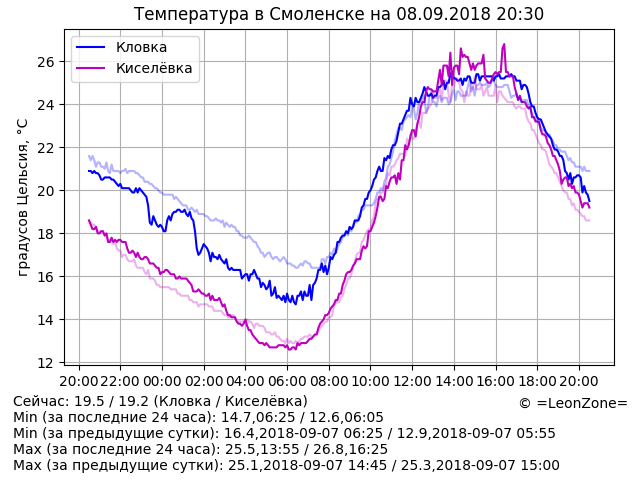 Температура в Смоленске на 08.09.2018 20:30
Кловка
Киселёвка
градусов Цельсия, °C
26
24
22
20
18
16
14
12
20:00 22:00 00:00 02:00 04:00 06:00 08:00 10:00 12:00 14:00 16:00 18:00 20:00
Сейчас: 19.5 / 19.2 (Кловка / Киселёвка)
© =LeonZone=
Min (за последние 24 часа): 14.7,06:25 / 12.6,06:05
Min (за предыдущие сутки): 16.4,2018-09-07 06:25 / 12.9,2018-09-07 05:55
Max (за последние 24 часа): 25.5,13:55 / 26.8,16:25
Max (за предыдущие сутки): 25.1,2018-09-07 14:45 / 25.3,2018-09-07 15:00